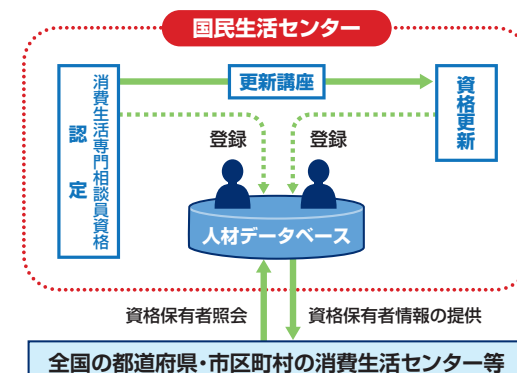 国民生活センター
消費生活専門相談員資格
認定
更新講座
資格更新
登録
登録
人材データベース
資格保有者照会
資格保有者情報の提供
全国の都道府県・市区町村の消費生活センター等